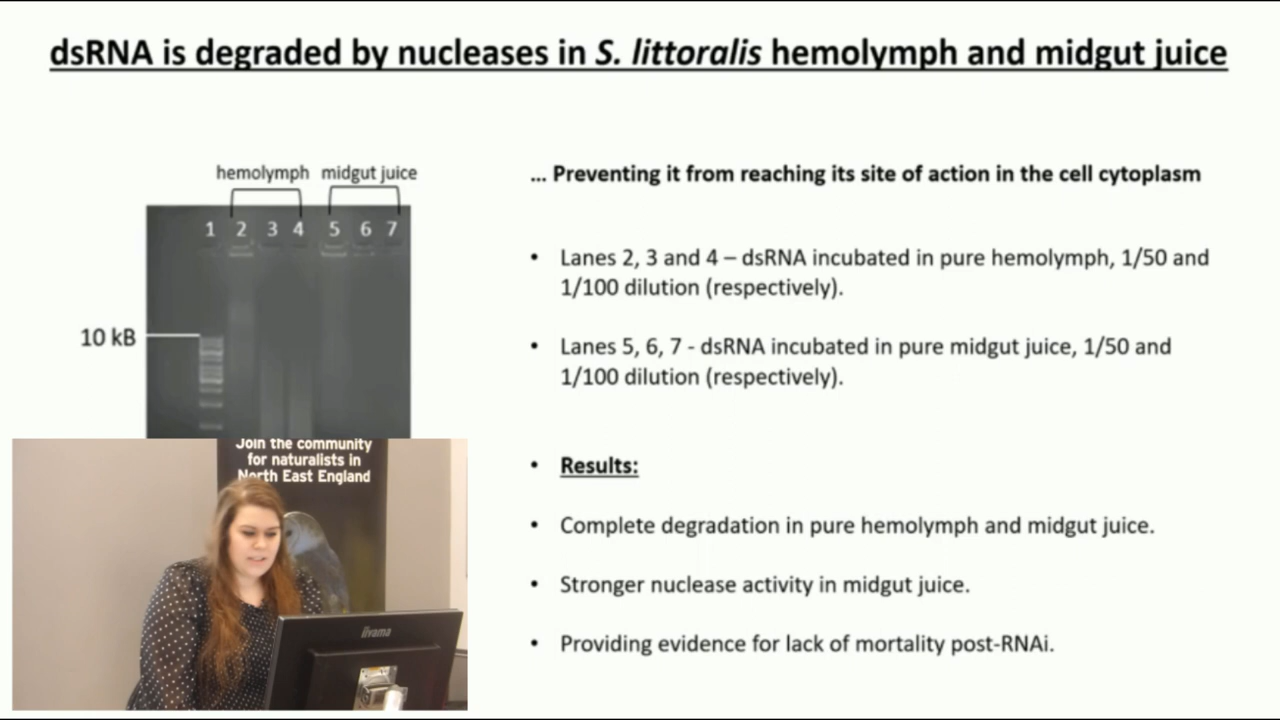 dsRNA is degraded by nucleases in S. littoralis hemolymph and midgut juice
hemolymph midgut juice
1 2 3 4 5 6 7
10 kB
... Preventing it from reaching its site of action in the cell cytoplasm
• Lanes 2, 3 and 4 – dsRNA incubated in pure hemolymph, 1/50 and
1/100 dilution (respectively).
• Lanes 5, 6, 7 - dsRNA incubated in pure midgut juice, 1/50 and
1/100 dilution (respectively).
• Results:
• Complete degradation in pure hemolymph and midgut juice.
• Stronger nuclease activity in midgut juice.
• Providing evidence for lack of mortality post-RNAi.
Join the community
for naturalists in
North East England
iiyama